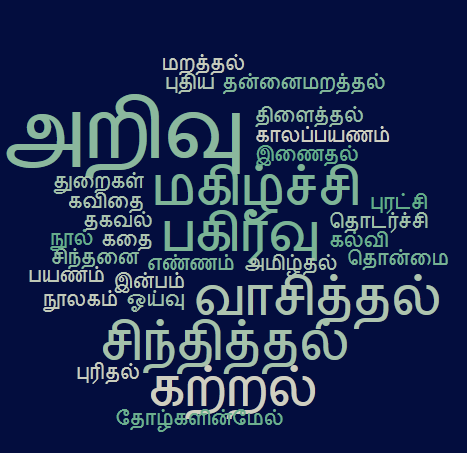 மறத்தல்
புதிய தன்னைமறத்தல்
அறிவு
திளைத்தல்
காலப்பயணம்
இணைதல்
துறைகள் மகிழ்ச்சி
கவிதை புரட்சி
தகவல் பகிர்வு தொடர்ச்சி
நூல் கதை கல்வி
சிந்தனை எண்ணம் அமிழ்தல் தொன்மை
பயணம் இன்பம்
நூலகம் ஓய்வு வாசித்தல்
சிந்தித்தல்
புரிதல் கற்றல்
தோழ்களின்மேல்